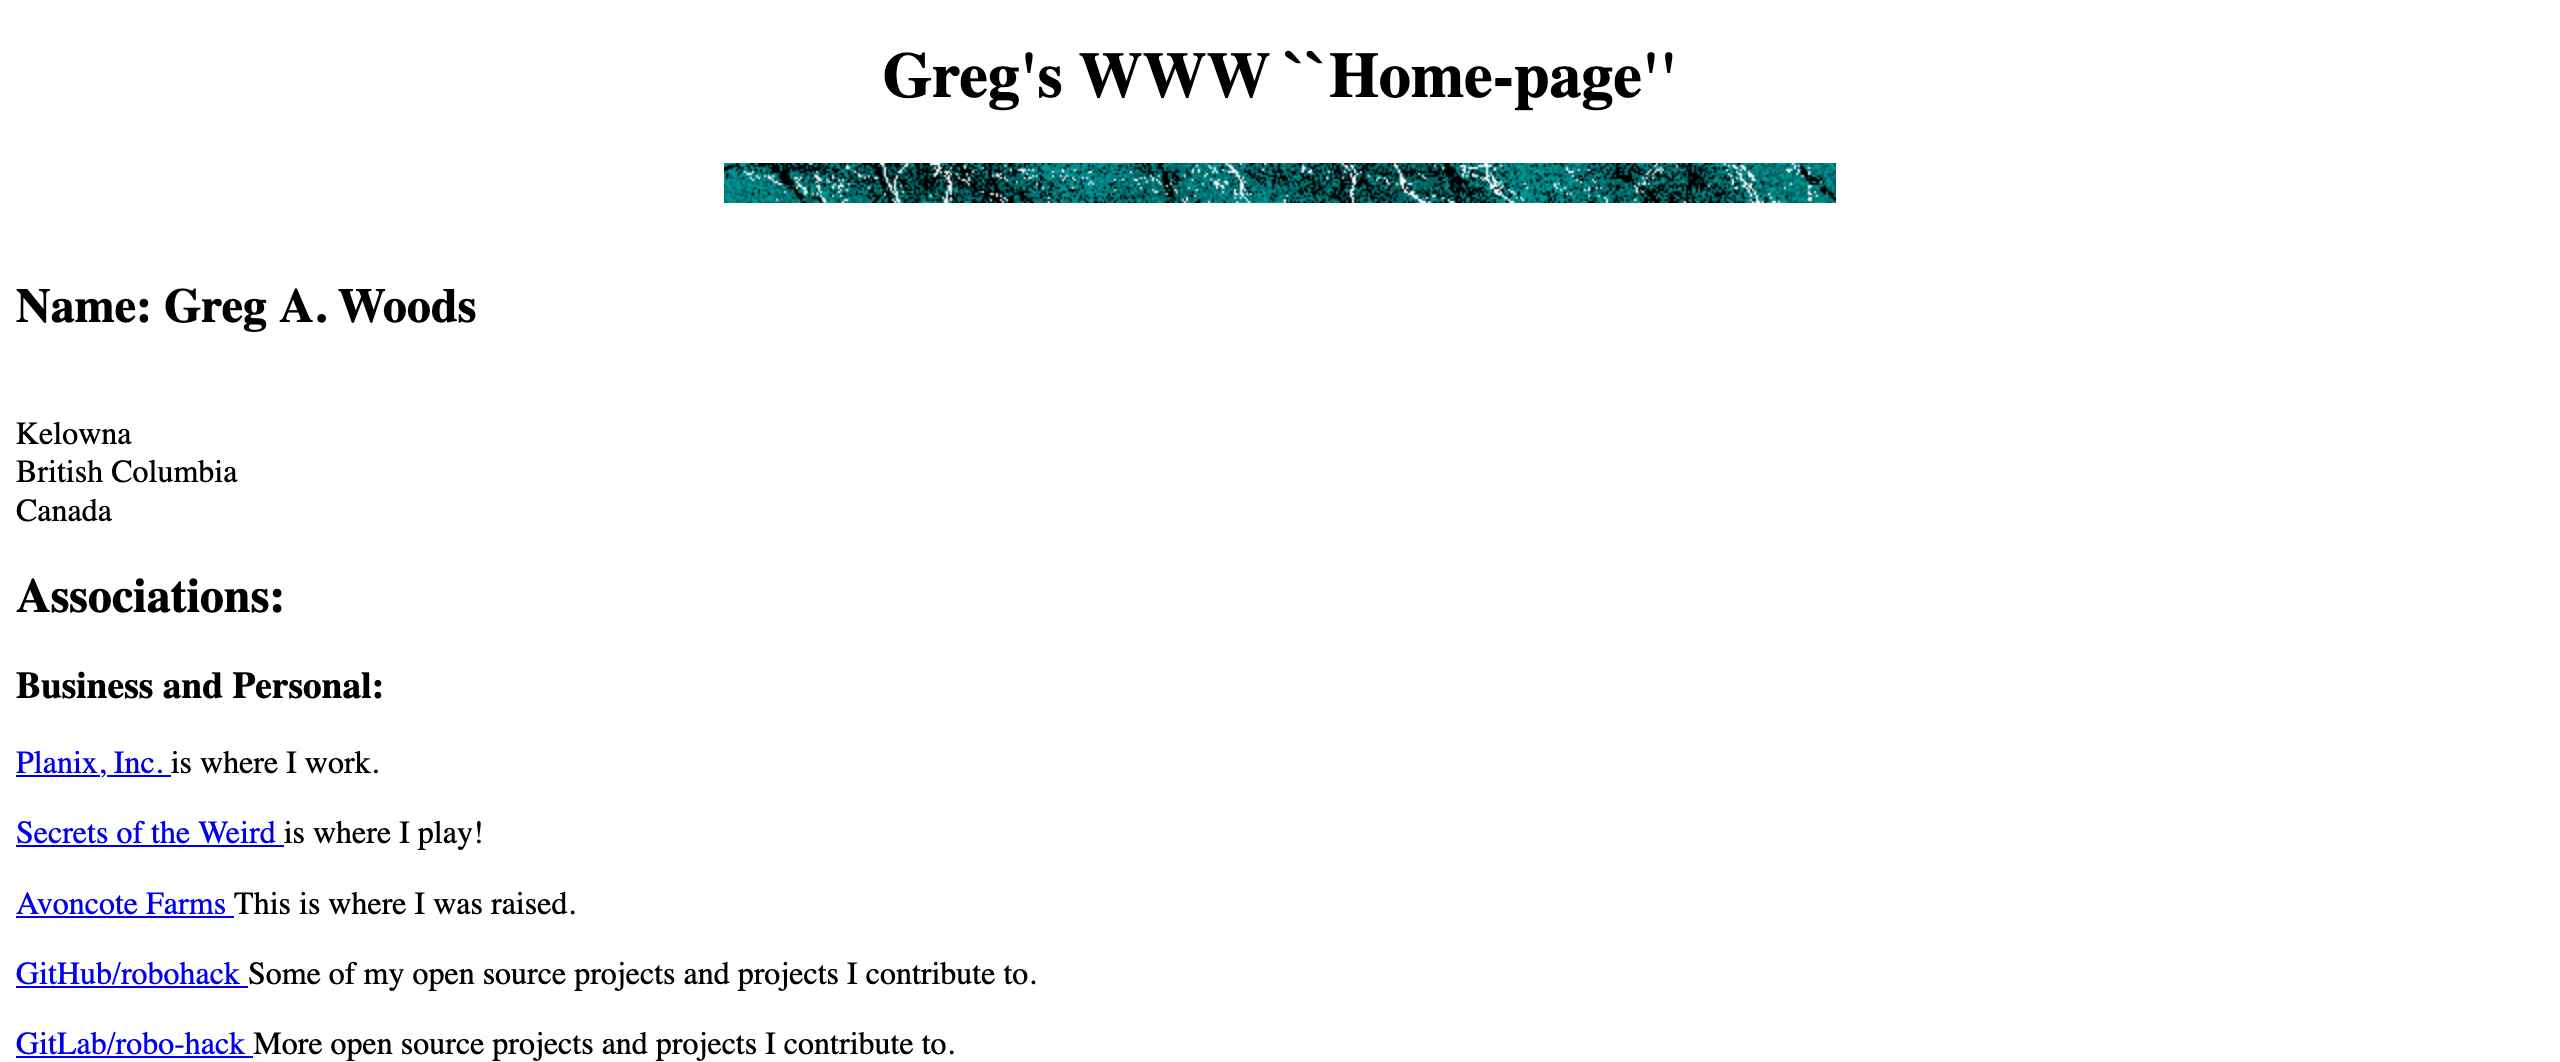 Greg's WWW ``Home-page''
Name: Greg A. Woods
Kelowna
British Columbia
Canada
Associations:
Business and Personal:
Planix, Inc. is where I work.
Secrets of the Weird is where I play!
Avoncote Farms This is where I was raised.
GitHub/robohack Some of my open source projects and projects I contribute to.
GitLab/robo-hack More open source projects and projects I contribute to.